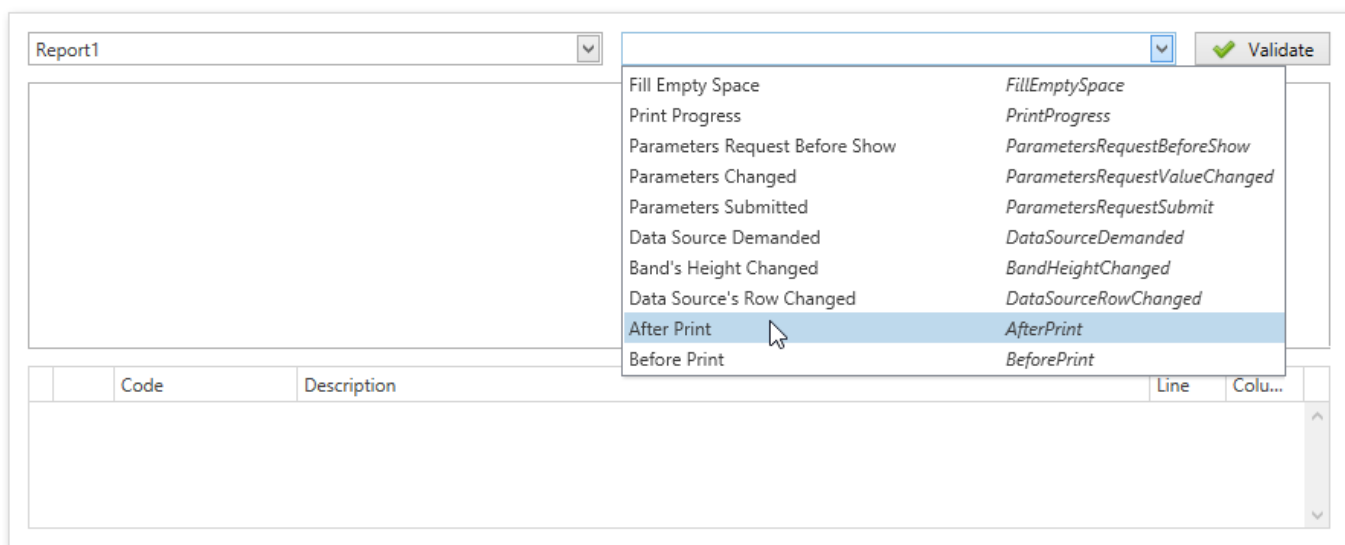 Report1 Validate
Fill Empty Space FillEmptySpace
Print Progress PrintProgress
Parameters Request Before Show ParametersRequestBeforeShow
Parameters Changed ParametersRequestValueChanged
Parameters Submitted ParametersRequestSubmit
Data Source Demanded DataSourceDemanded
Band's Height Changed BandHeightChanged
Data Source's Row Changed DataSourceRowChanged
After Print AfterPrint
Before Print BeforePrint
Code Description Line Colu...